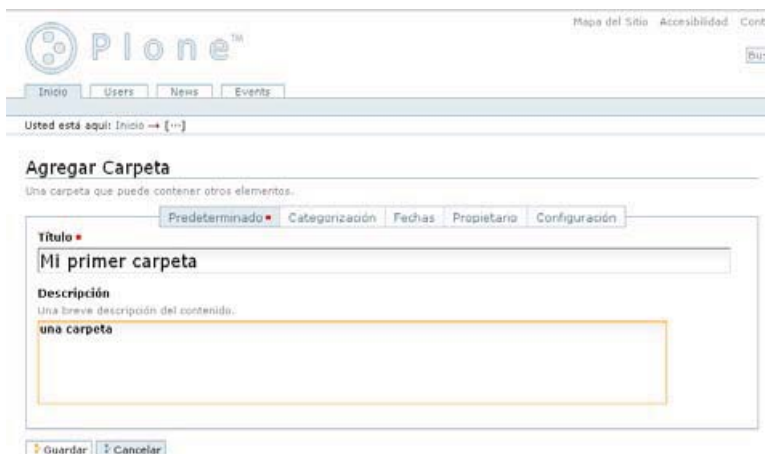 Mapa del Sitio Accesibilidad Cont
Plone™
Bus
Inicio Users News Events
Usted está aquí: Inicio → [...]
Agregar Carpeta
Una carpeta que puede contener otros elementos.
Predeterminado Categorización Fechas Propietario Configuración
Título
Mi primer carpeta
Descripción
Una breve descripción del contenido.
una carpeta
Guardar Cancelar